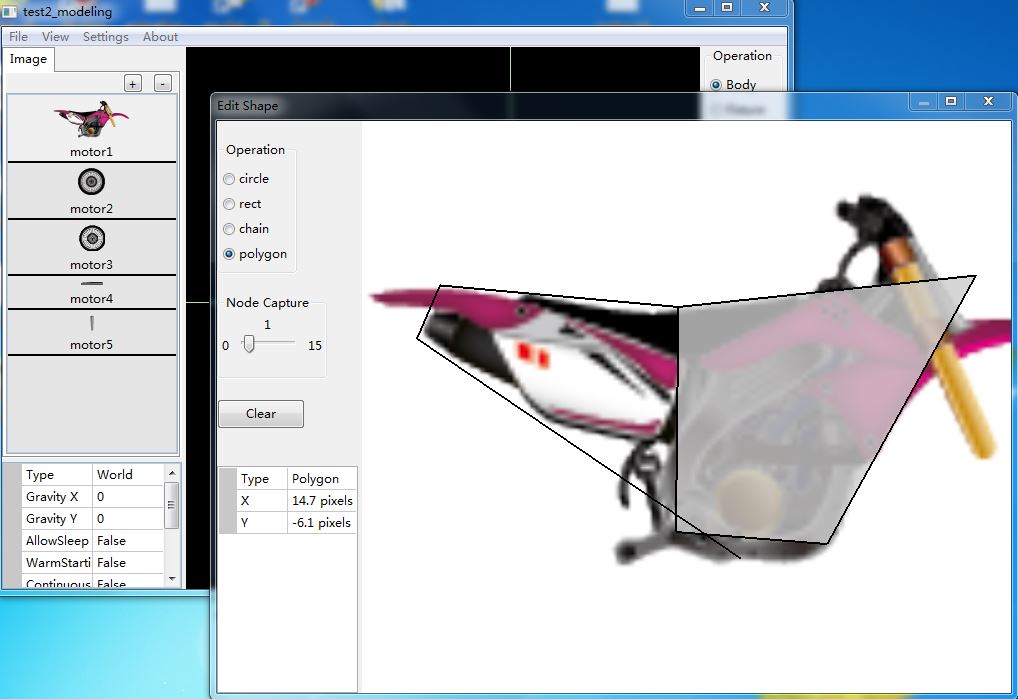 test2_modeling
File View Settings About
Image
+ -
motor1
motor2
motor3
motor4
motor5
Type World
Gravity X 0
Gravity Y 0
AllowSleep False
WarmStarti False
Continuous False
Operation
Body
Edit Shape
Operation
circle
rect
chain
polygon
Node Capture
1
0 15
Clear
Type Polygon
X 14.7 pixels
Y -6.1 pixels